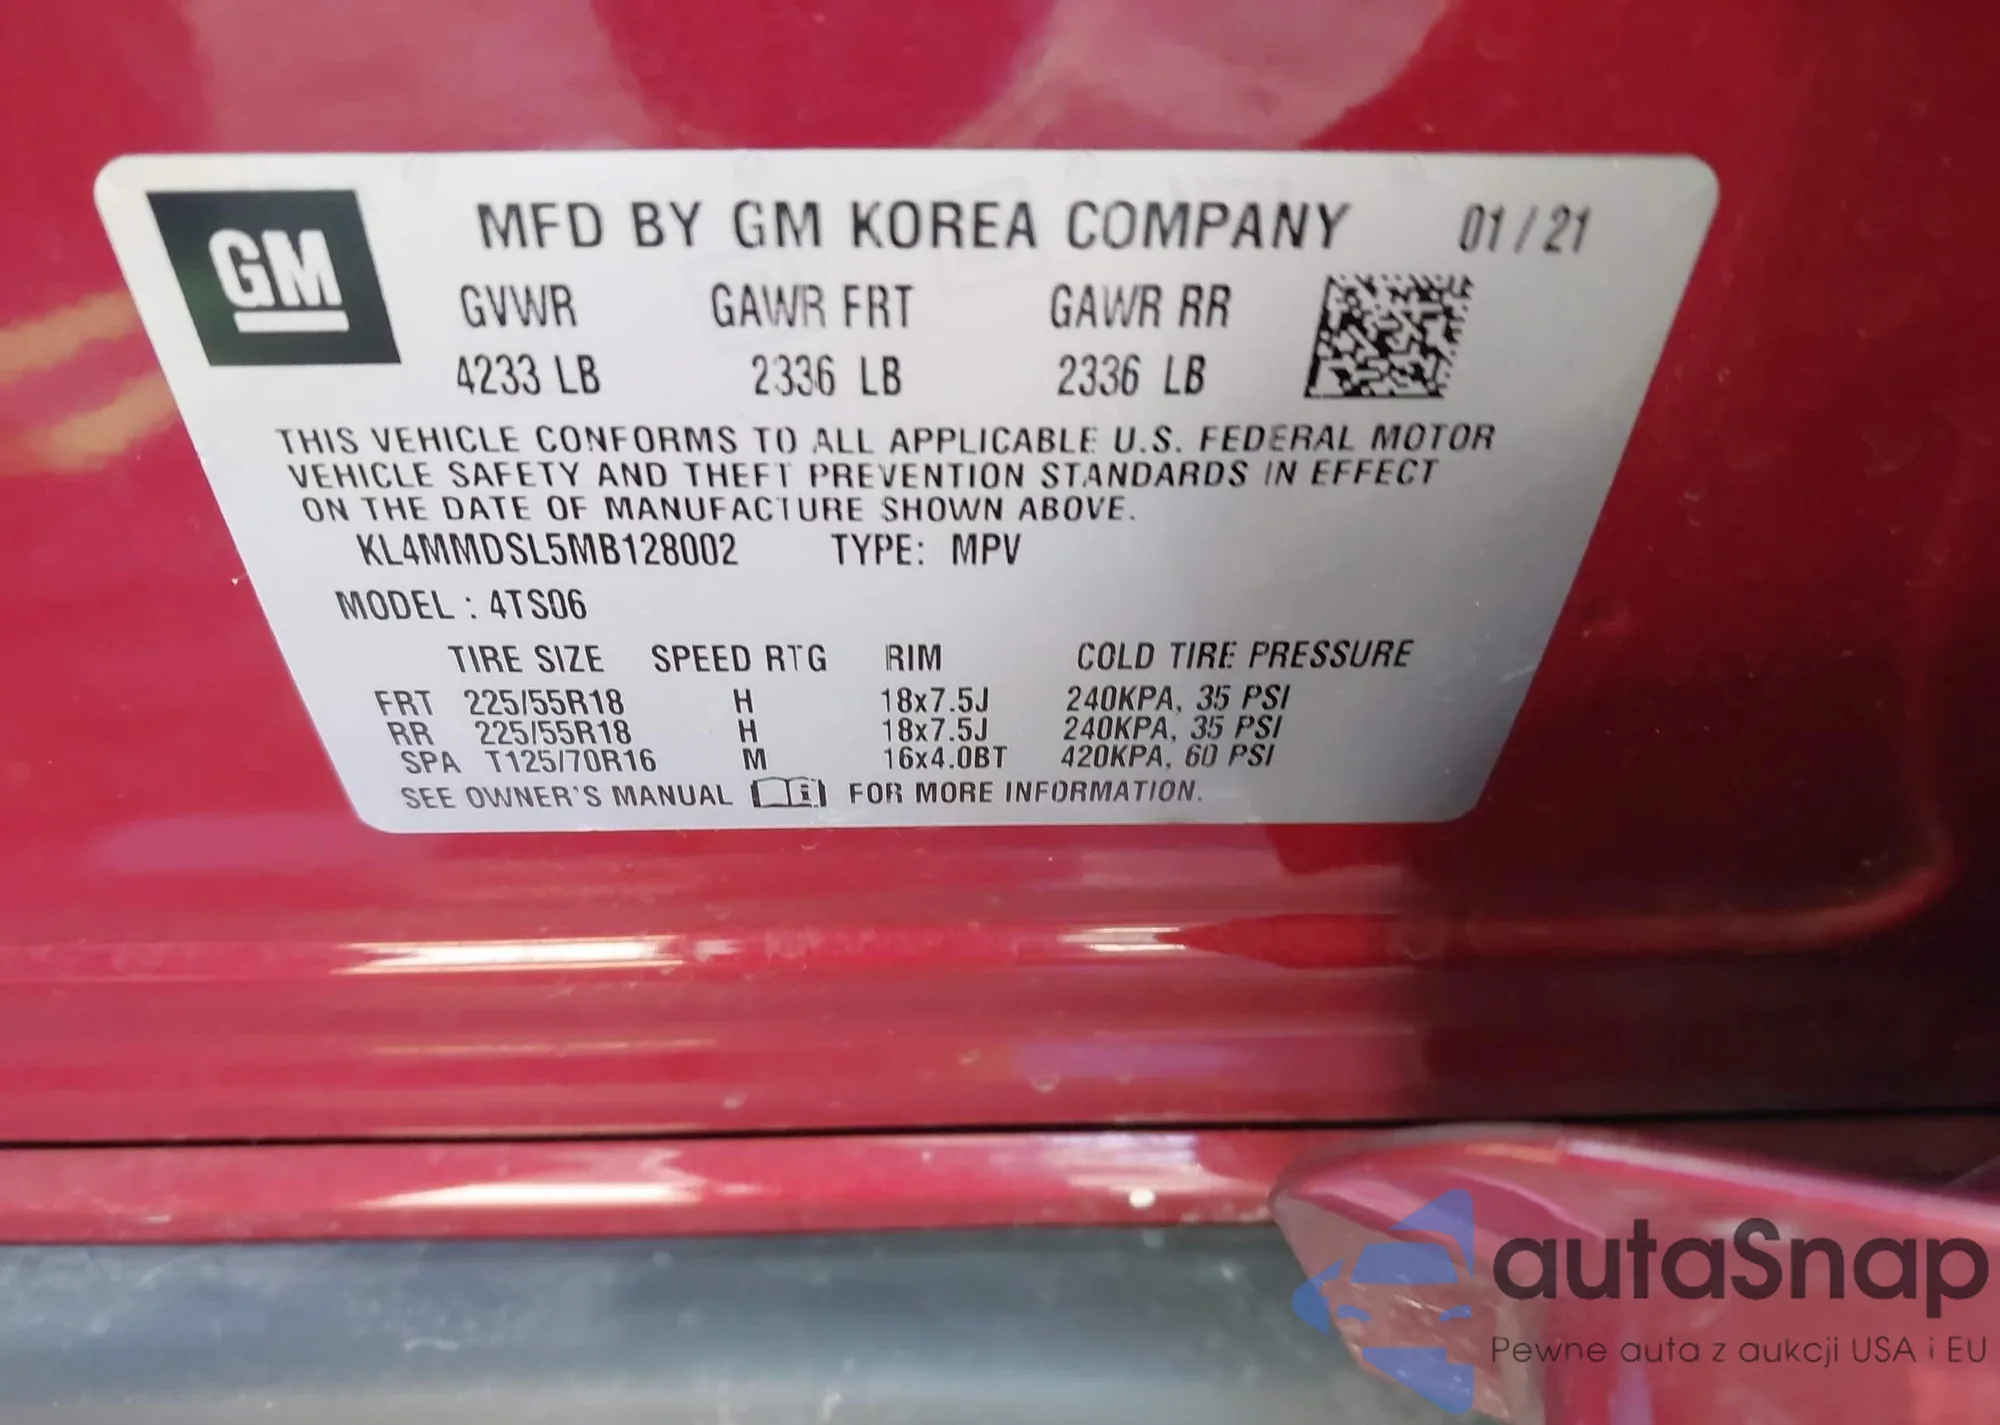 GM
MFD BY GM KOREA COMPANY 01/21
GVWR GAWR FRT GAWR RR
4233 LB 2336 LB 2336 LB
THIS VEHICLE CONFORMS TO ALL APPLICABLE U.S. FEDERAL MOTOR
VEHICLE SAFETY AND THEFT PREVENTION STANDARDS IN EFFECT
ON THE DATE OF MANUFACTURE SHOWN ABOVE.
KL4MMDSL5MB128002 TYPE: MPV
MODEL : 4TS06
TIRE SIZE SPEED RTG RIM COLD TIRE PRESSURE
FRT 225/55R18 H 18x7.5J 240KPA, 35 PSI
RR 225/55R18 H 18x7.5J 240KPA, 35 PSI
SPA T125/70R16 M 16x4.0BT 420KPA, 60 PSI
SEE OWNER'S MANUAL i FOR MORE INFORMATION.
autaSnap
Pewne auta z aukcji USA i EU